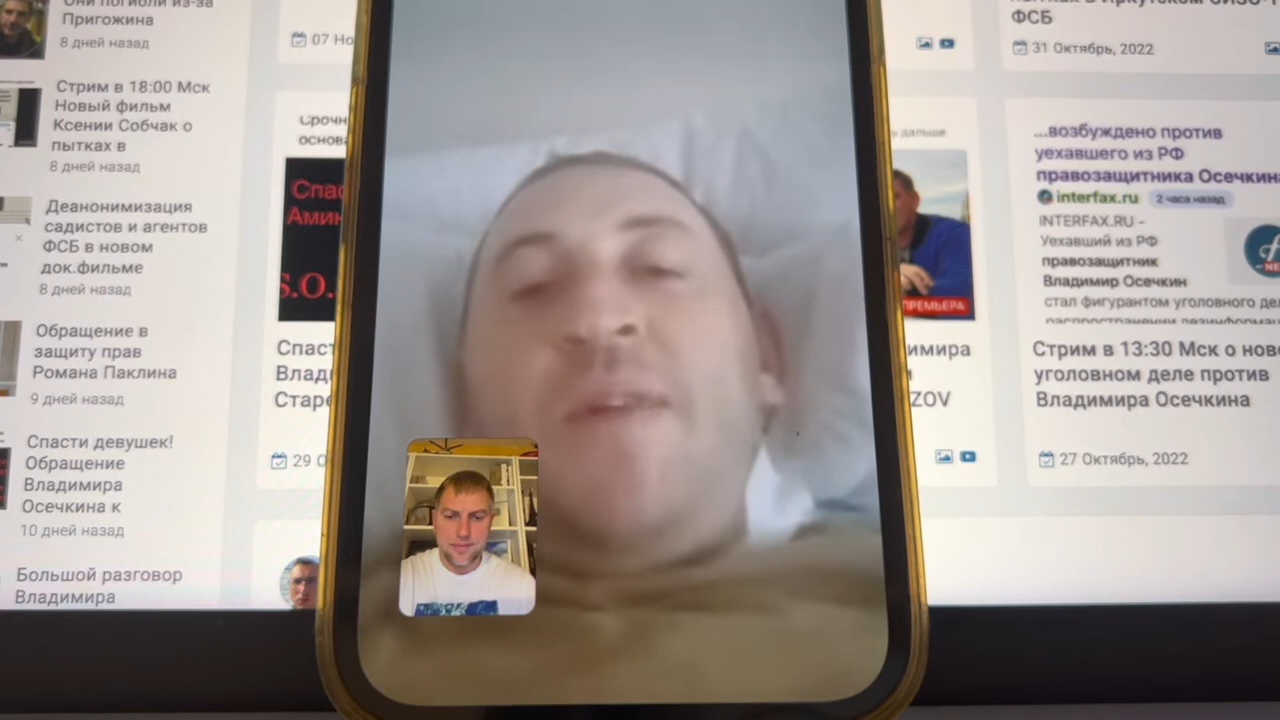 Они погибли из-за
Пригожина
8 дней назад
Стрим в 18:00 Мск
Новый фильм
Ксении Собчак о
пытках в
8 дней назад
Деанонимизация
садистов и агентов
ФСБ в новом
док.фильме
8 дней назад
Обращение в
защиту прав
Романа Паклина
9 дней назад
Спасти девушек!
Обращение
Владимира
Осечкина к
10 дней назад
Большой разговор
Владимира
07 Но
Срочн
основа
Спас
Амин
S.O.
Спаст
Влад
Старе
29 О
дальше
ПРЕМЬЕРА
имира
ZOV
ФСБ
31 Октябрь, 2022
...возбуждено против
уехавшего из РФ
правозащитника Осечкина
interfax.ru
2 часа назад
INTERFAX.RU -
Уехавший из РФ
правозащитник
Владимир Осечкин
стал фигурантом уголовного де
NE
Стрим в 13:30 Мск о ново
уголовном деле против
Владимира Осечкина
27 Октябрь, 2022